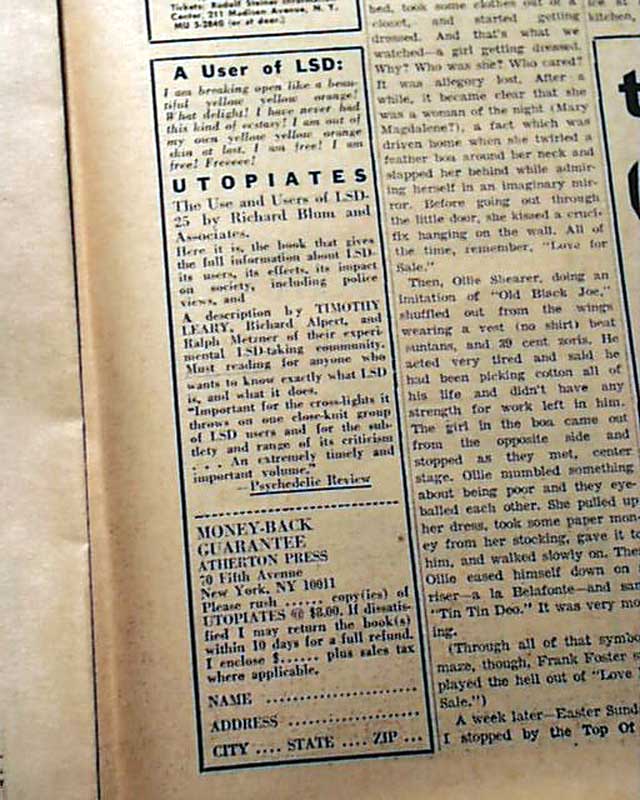 Tickets: Rudolf Steiner Information
Center, 211 Madison Avenue, N. Y.
MU 5-2840 (or at door.)
A User of LSD:
I am breaking open like a beau-
tiful yellow yellow orange!
What delight! I have never had
this kind of ecstasy! I am out of
my own yellow yellow orange
skin at last. I am free! I am
free! Freeeee!
UTOPIATES
The Use and Users of LSD-
25 by Richard Blum and
Associates.
Here it is, the book that gives
the full information about LSD-
its users, its effects, its impact
on society, including police
views, and
A description by TIMOTHY
LEARY, Richard Alpert, and
Ralph Metzner of their experi-
mental LSD-taking community.
Must reading for anyone who
wants to know exactly what LSD
is, and what it does.
"Important for the cross-lights it
throws on one close-knit group
of LSD users and for the sub-
tlety and range of its criticism
. . . An extremely timely and
important volume."
—Psychedelic Review
MONEY-BACK
GUARANTEE
ATHERTON PRESS
70 Fifth Avenue
New York, NY 10011
Please rush ...... copy(ies) of
UTOPIATES @ $8.00. If dissatis-
fied I may return the book(s)
within 10 days for a full refund.
I enclose $...... plus sales tax
where applicable.
NAME ....................
ADDRESS ..................
CITY .... STATE .... ZIP ...
bed, took some clothes out of a
closet, and started getting
dressed. And that's what we
watched—a girl getting dressed.
Why? Who was she? Who cared?
It was allegory lost. After a
while, it became clear that she
was a woman of the night (Mary
Magdalene?), a fact which was
driven home when she twirled a
feather boa around her neck and
slapped her behind while admir-
ing herself in an imaginary mir-
ror. Before going out through
the little door, she kissed a cruci-
fix hanging on the wall. All of
the time, remember, "Love for
Sale."
Then, Ollie Shearer, doing an
imitation of "Old Black Joe,"
shuffled out from the wings
wearing a vest (no shirt) beat
suntans, and 39 cent zoris. He
acted very tired and said he
had been picking cotton all of
his life and didn't have any
strength for work left in him.
The girl in the boa came out
from the opposite side and
stopped as they met, center
stage. Ollie mumbled something
about being poor and they eye-
balled each other. She pulled up
her dress, took some paper mon-
ey from her stocking, gave it to
him, and walked slowly on. Then
Ollie eased himself down on
riser—a la Belafonte—and
"Tin Tin Deo." It was very mov-
ing.
(Through all of that
maze, though, Frank Foster
played the hell out of "Love
Sale.")
A week later—Easter
I stopped by the Top Of
kitchen,